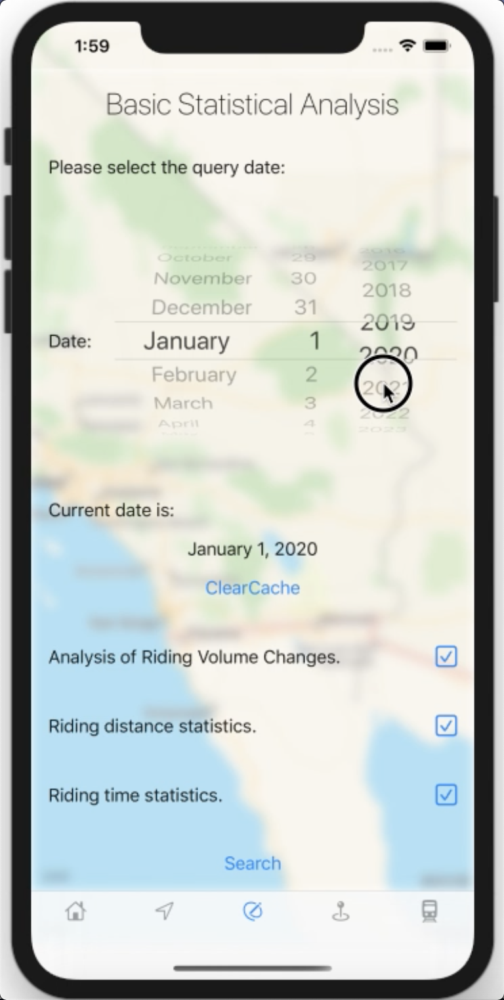 1:59
Basic Statistical Analysis
Please select the query date:
October 29 2017
November 30 2018
December 31 2019
Date: January 1 2020
February 2 2021
March 3 2022
April 4 2023
Current date is:
January 1, 2020
ClearCache
Analysis of Riding Volume Changes.
Riding distance statistics.
Riding time statistics.
Search